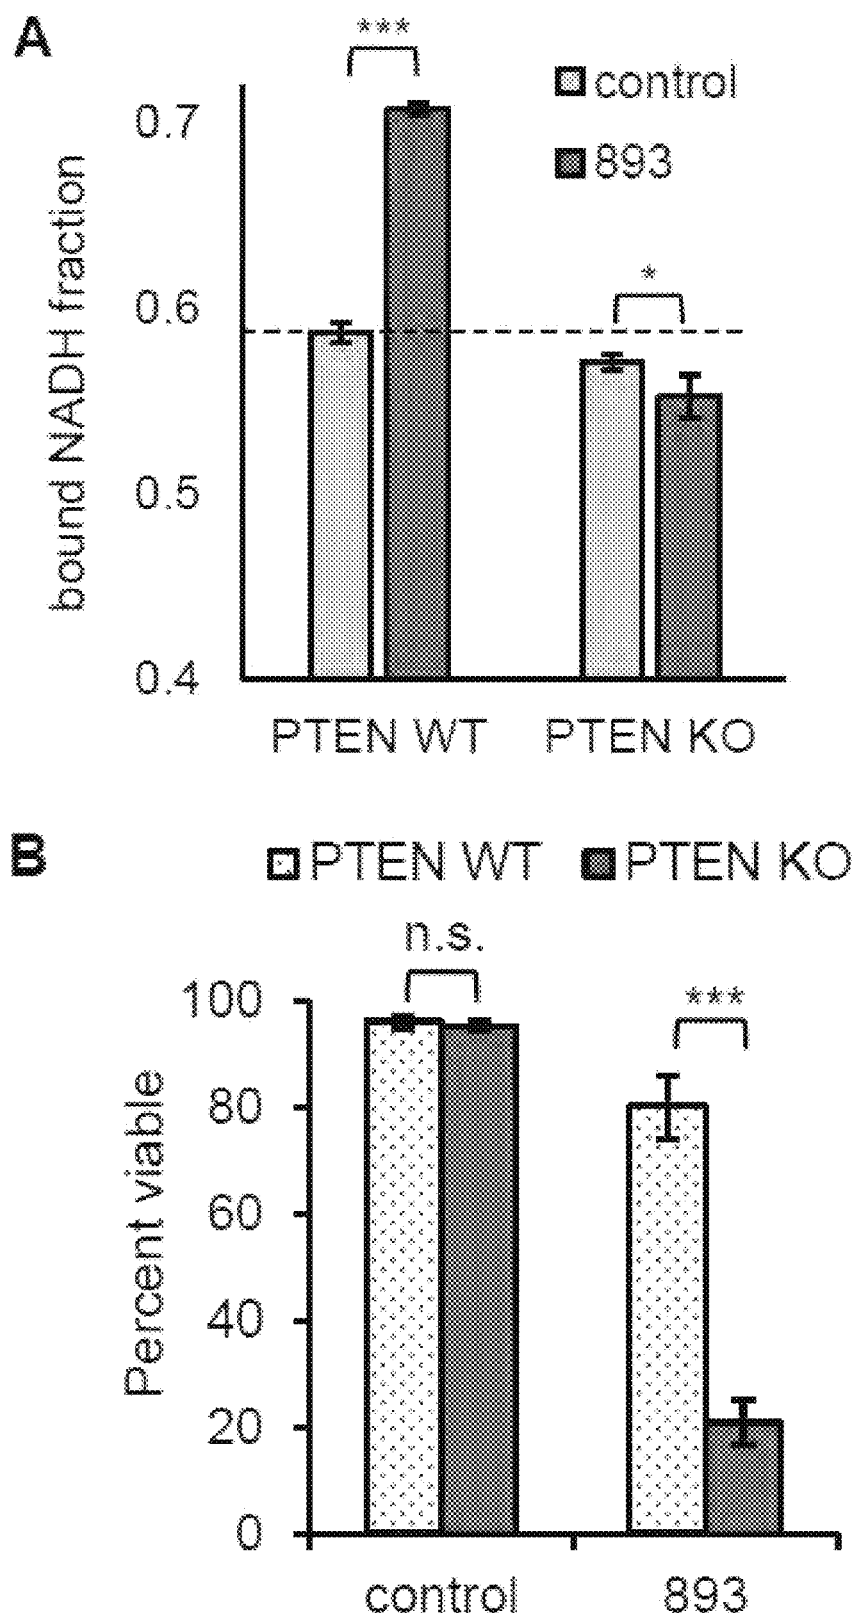 A
***
control
0.7
893
*
0.6
bound NADH fraction
0.5
0.4
PTEN WT
PTEN KO
B
PTEN WT
PTEN KO
n.s.
100
***
80
Percent viable
60
40
20
0
control
893